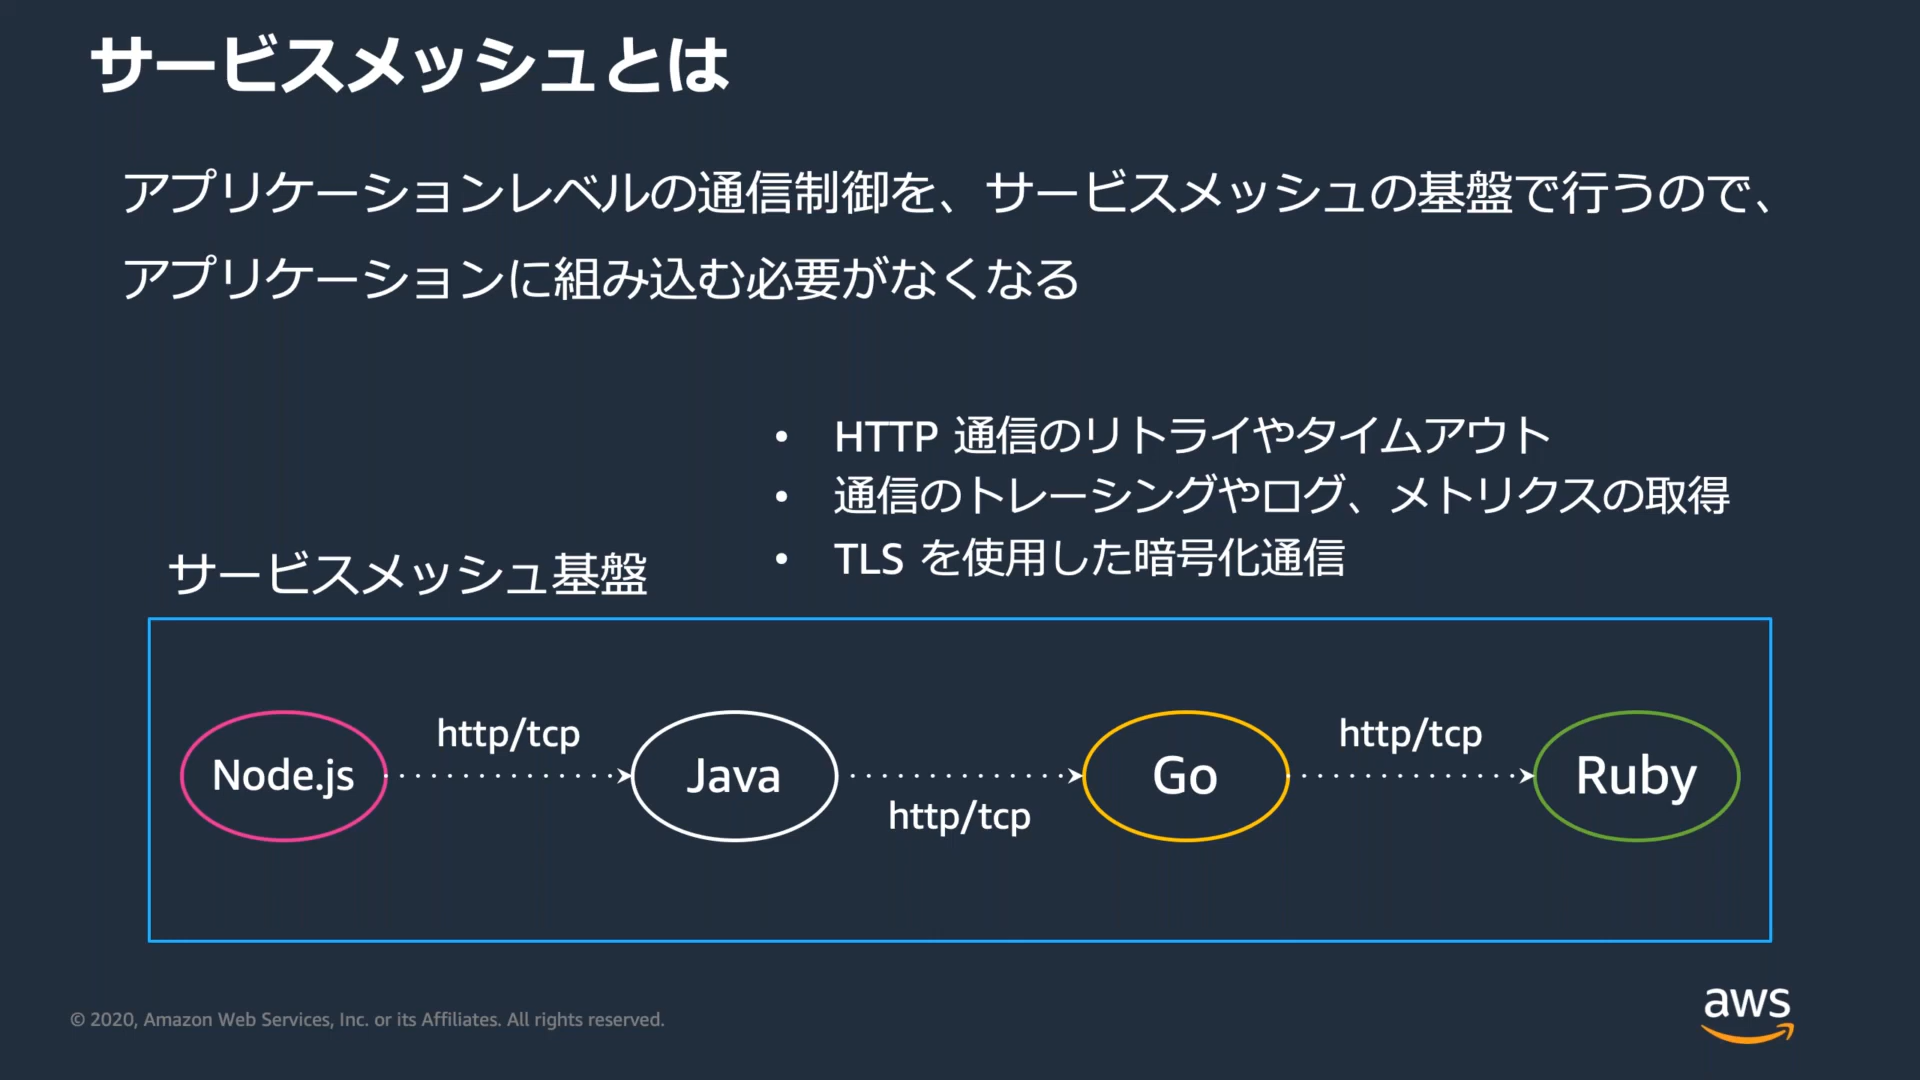 サービスメッシュとは
アプリケーションレベルの通信制御を、サービスメッシュの基盤で行うので、
アプリケーションに組み込む必要がなくなる
• HTTP 通信のリトライやタイムアウト
• 通信のトレーシングやログ、メトリクスの取得
• TLS を使用した暗号化通信
サービスメッシュ基盤
Node.js
http/tcp
Java
http/tcp
Go
http/tcp
Ruby
© 2020, Amazon Web Services, Inc. or its Affiliates. All rights reserved.
aws